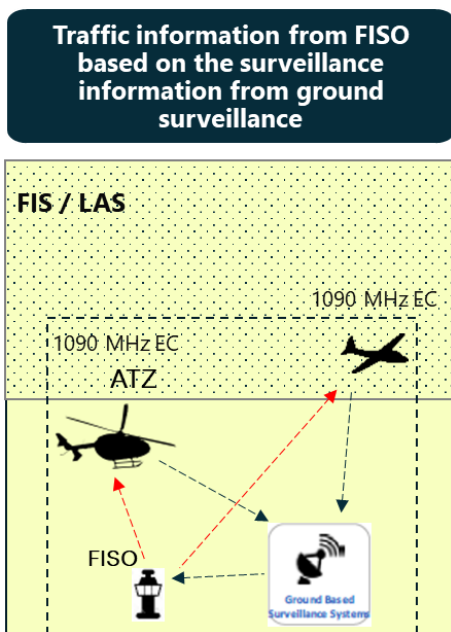 Traffic information from FISO
based on the surveillance
information from ground
surveillance
FIS / LAS
1090 MHz EC
1090 MHz EC
ATZ
FISO
Ground Based
Surveillance Systems